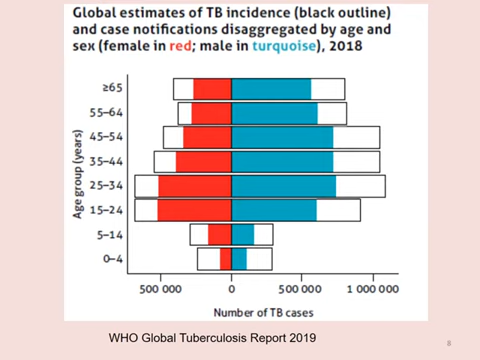 Global estimates of TB incidence (black outline)
and case notifications disaggregated by age and
sex (female in red; male in turquoise), 2018
≥65
55–64
45–54
35–44
25–34
15–24
5–14
0–4
Age group (years)
500 000
0
500 000
1 000 000
Number of TB cases
WHO Global Tuberculosis Report 2019
8